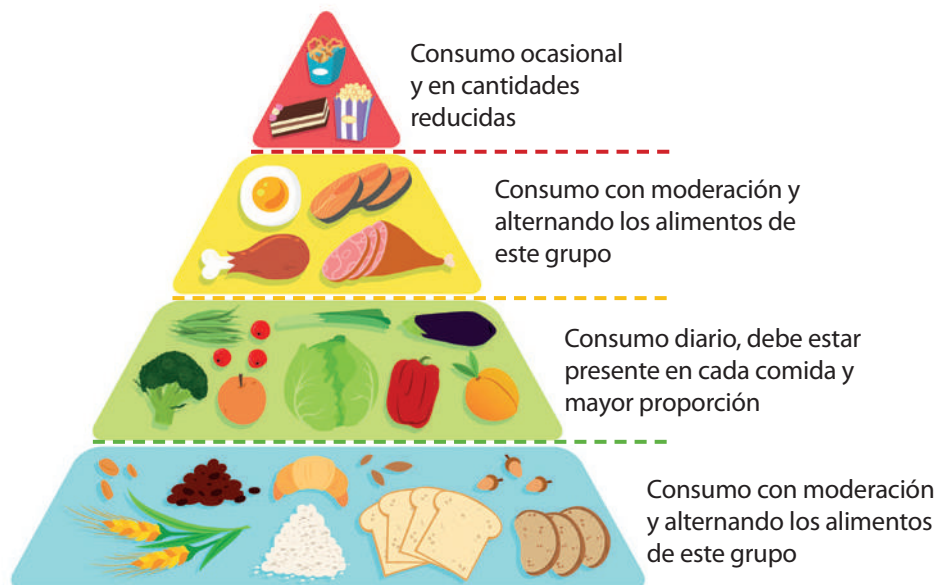 Consumo ocasional
y en cantidades
reducidas
Consumo con moderación y
alternando los alimentos de
este grupo
Consumo diario, debe estar
presente en cada comida y
mayor proporción
Consumo con moderación
y alternando los alimentos
de este grupo